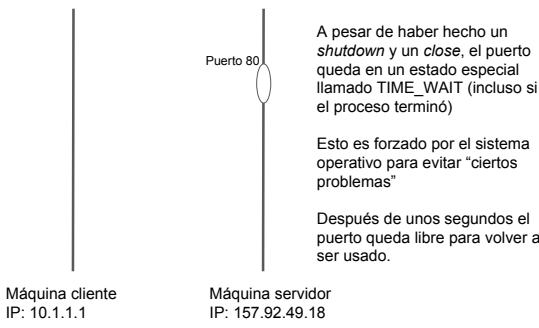 Puerto 80
A pesar de haber hecho un
shutdown y un close, el puerto
queda en un estado especial
llamado TIME_WAIT (incluso si
el proceso terminó)
Esto es forzado por el sistema
operativo para evitar “ciertos
problemas”
Después de unos segundos el
puerto queda libre para volver a
ser usado.
Máquina cliente
IP: 10.1.1.1
Máquina servidor
IP: 157.92.49.18